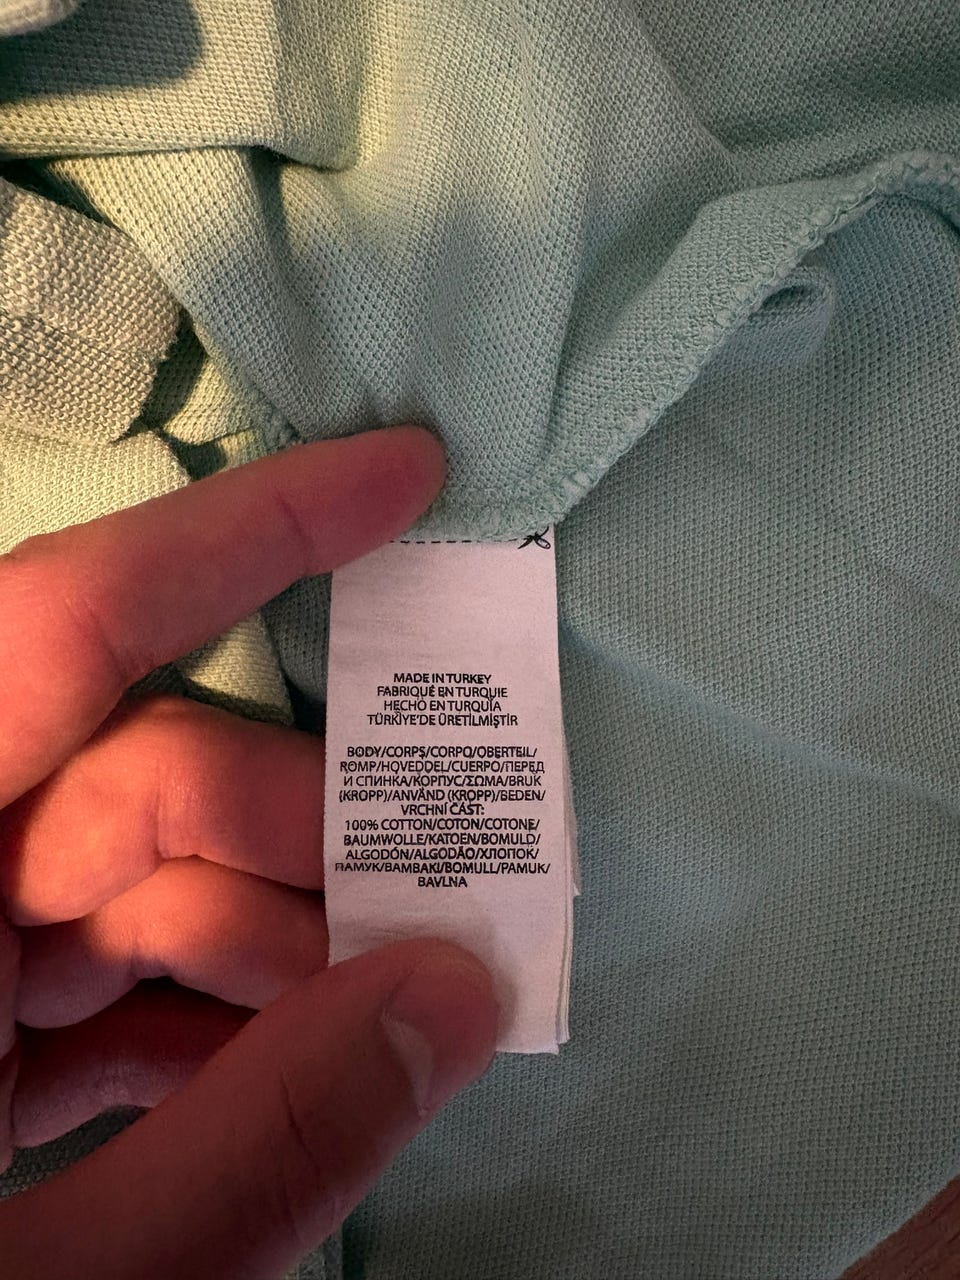 MADE IN TURKEY
FABRIQUÉ EN TURQUIE
HECHO EN TURQUÍA
TÜRKİYE'DE ÜRETİLMİŞTİR
BODY/CORPS/CORPO/OBERTEIL/
ROMP/HOVEDDEL/CUERPO/ПЕРЕД
И СПИНКА/КОРПУС/ΣΩΜΑ/BRUK
(KROPP)/ANVÄND (KROPP)/BEDEN/
VRCHNÍ ČÁST:
100% COTTON/COTON/COTONE/
BAUMWOLLE/KATOEN/BOMULD/
ALGODÓN/ALGODÃO/ХЛОПОК/
ПАМУК/ΒΑΜΒΑΚΙ/BOMULL/PAMUK/
BAVLNA